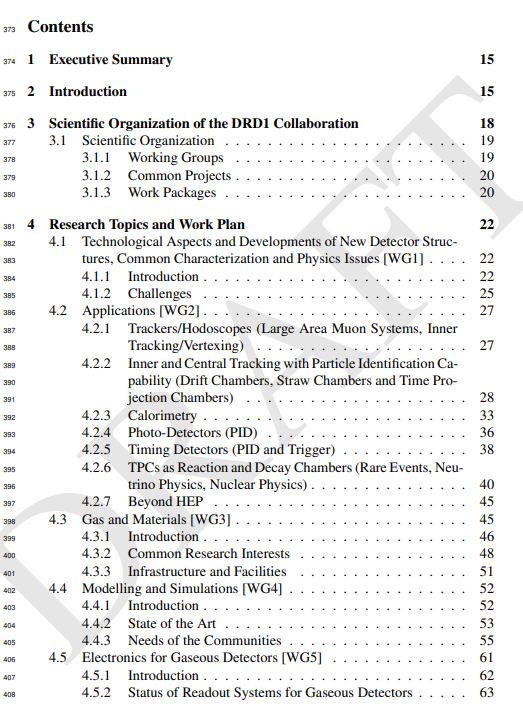 373 Contents
374 1 Executive Summary 15
375 2 Introduction 15
376 3 Scientific Organization of the DRD1 Collaboration 18
377 3.1 Scientific Organization . . . . . . . . . . . . . . . . . . . . . . 19
378 3.1.1 Working Groups . . . . . . . . . . . . . . . . . . . . . 19
379 3.1.2 Common Projects . . . . . . . . . . . . . . . . . . . . . 20
380 3.1.3 Work Packages . . . . . . . . . . . . . . . . . . . . . 20
381 4 Research Topics and Work Plan 22
382 4.1 Technological Aspects and Developments of New Detector Struc-
383 tures, Common Characterization and Physics Issues [WG1] . . . . 22
384 4.1.1 Introduction . . . . . . . . . . . . . . . . . . . . . . . 22
385 4.1.2 Challenges . . . . . . . . . . . . . . . . . . . . . . . 25
386 4.2 Applications [WG2] . . . . . . . . . . . . . . . . . . . . . . . 27
387 4.2.1 Trackers/Hodoscopes (Large Area Muon Systems, Inner
388 Tracking/Vertexing) . . . . . . . . . . . . . . . . . . . 27
389 4.2.2 Inner and Central Tracking with Particle Identification Ca-
390 pability (Drift Chambers, Straw Chambers and Time Pro-
391 jection Chambers) . . . . . . . . . . . . . . . . . . . . 28
392 4.2.3 Calorimetry . . . . . . . . . . . . . . . . . . . . . . . 33
393 4.2.4 Photo-Detectors (PID) . . . . . . . . . . . . . . . . . . 36
394 4.2.5 Timing Detectors (PID and Trigger) . . . . . . . . . . . . 38
395 4.2.6 TPCs as Reaction and Decay Chambers (Rare Events, Neu-
396 trino Physics, Nuclear Physics) . . . . . . . . . . . . . . 40
397 4.2.7 Beyond HEP . . . . . . . . . . . . . . . . . . . . . . . 45
398 4.3 Gas and Materials [WG3] . . . . . . . . . . . . . . . . . . . . . 45
399 4.3.1 Introduction . . . . . . . . . . . . . . . . . . . . . . . 46
400 4.3.2 Common Research Interests . . . . . . . . . . . . . . . 48
401 4.3.3 Infrastructure and Facilities . . . . . . . . . . . . . . . 51
402 4.4 Modelling and Simulations [WG4] . . . . . . . . . . . . . . . . 52
403 4.4.1 Introduction . . . . . . . . . . . . . . . . . . . . . . . 52
404 4.4.2 State of the Art . . . . . . . . . . . . . . . . . . . . . 53
405 4.4.3 Needs of the Communities . . . . . . . . . . . . . . . . 55
406 4.5 Electronics for Gaseous Detectors [WG5] . . . . . . . . . . . . 61
407 4.5.1 Introduction . . . . . . . . . . . . . . . . . . . . . . . 62
408 4.5.2 Status of Readout Systems for Gaseous Detectors . . . . . 63
DRAFT